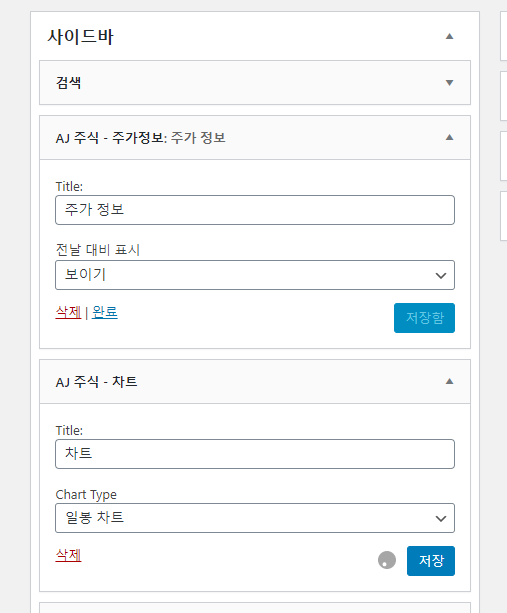 사이드바
검색
AJ 주식 - 주가정보: 주가 정보
Title:
주가 정보
전날 대비 표시
보이기
삭제 | 완료
저장함
AJ 주식 - 차트
Title:
차트
Chart Type
일봉 차트
삭제
저장